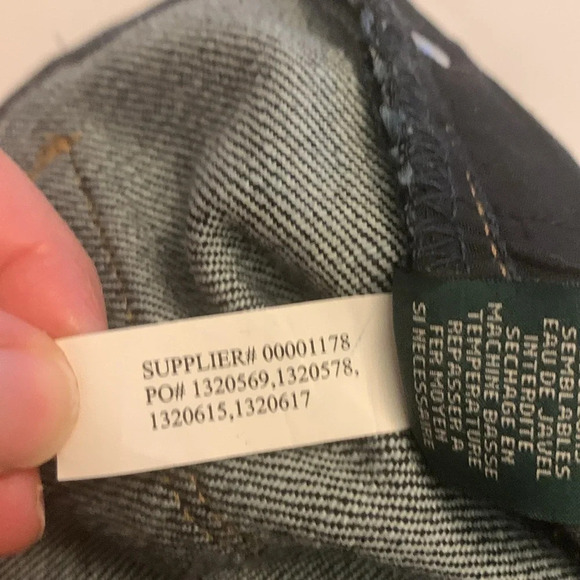 SUPPLIER# 00001178
PO# 1320569,1320578,
1320615,1320617
SEMBLABLES
EAU DE JAVEL
INTERDITE
SECHAGE EN
MACHINE BASSE
TEMPERATURE
REPASSER A
FER MOYEN
SI NECESSAIRE